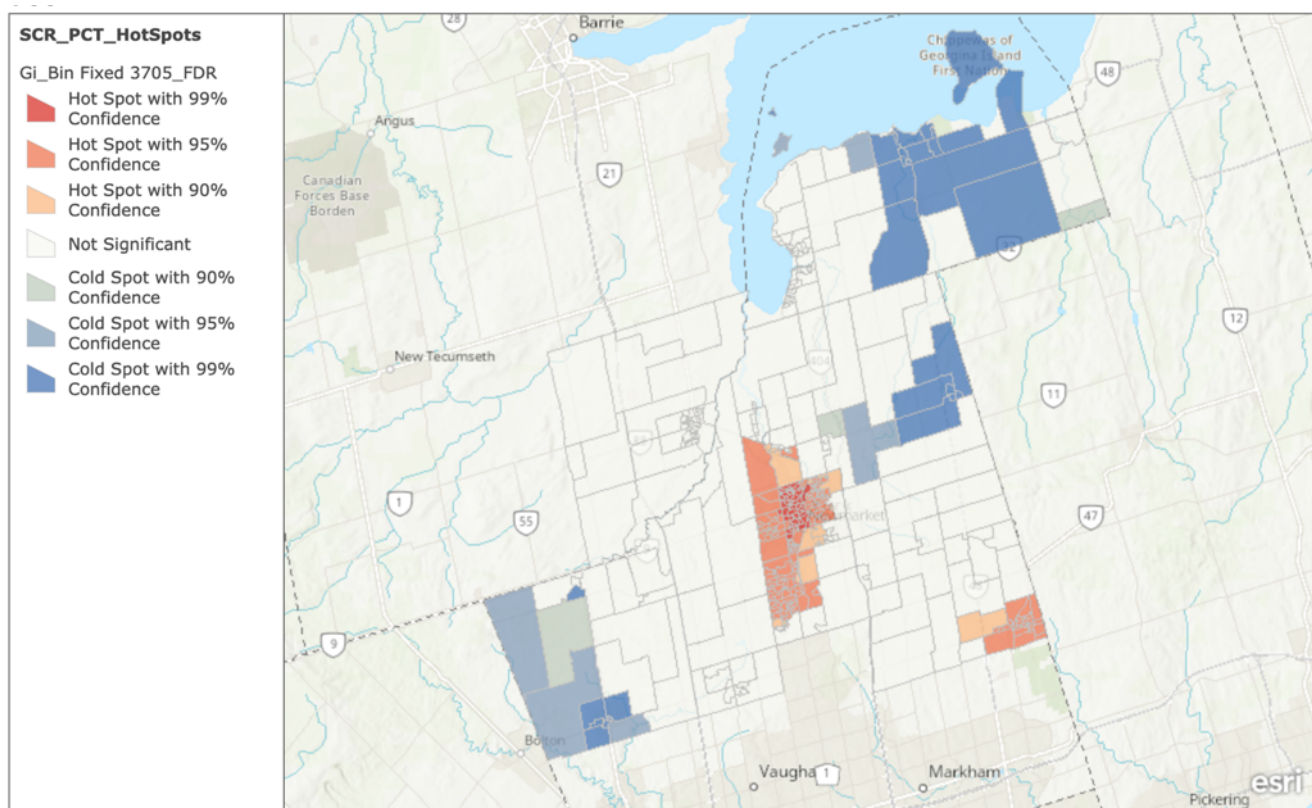 SCR_PCT_HotSpots
Gi_Bin Fixed 3705_FDR
Hot Spot with 99%
Confidence
Hot Spot with 95%
Confidence
Hot Spot with 90%
Confidence
Not Significant
Cold Spot with 90%
Confidence
Cold Spot with 95%
Confidence
Cold Spot with 99%
Confidence
28
Barrie
Chippewas of
Georgina Island
First Nation
48
Angus
21
Canadian
Forces Base
Borden
32
12
404
New Tecumseth
11
1
55
47
9
Bolton
1
Markham
esri
Pickering